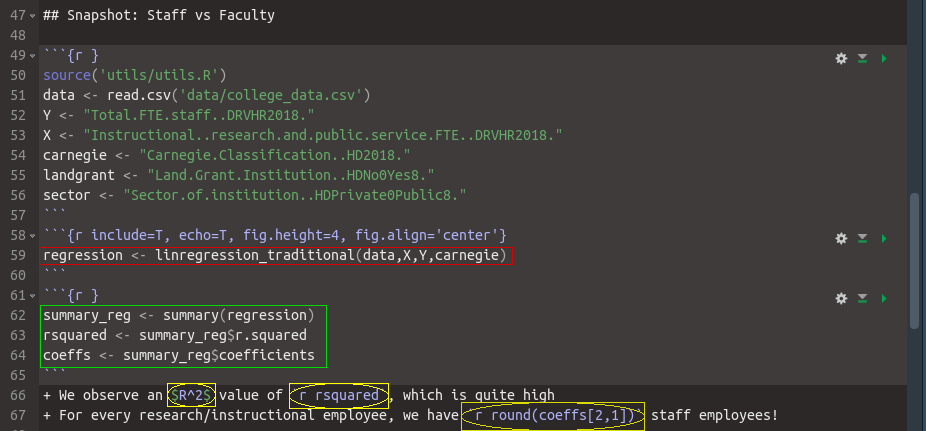 47 ## Snapshot: Staff vs Faculty
48
49 ```{r }
50 source('utils/utils.R')
51 data <- read.csv('data/college_data.csv')
52 Y <- "Total.FTE.staff..DRVHR2018."
53 X <- "Instructional..research.and.public.service.FTE..DRVHR2018."
54 carnegie <- "Carnegie.Classification..HD2018."
55 landgrant <- "Land.Grant.Institution..HDNo0Yes8."
56 sector <- "Sector.of.institution..HDPrivate0Public8."
57 ```
58 ```{r include=T, echo=T, fig.height=4, fig.align='center'}
59 regression <- linregression_traditional(data,X,Y,carnegie)
60 ```
61 ```{r }
62 summary_reg <- summary(regression)
63 rsquared <- summary_reg$r.squared
64 coeffs <- summary_reg$coefficients
65 ```
66 + We observe an $R^2$ value of `r rsquared`, which is quite high
67 + For every research/instructional employee, we have `r round(coeffs[2,1])` staff employees!